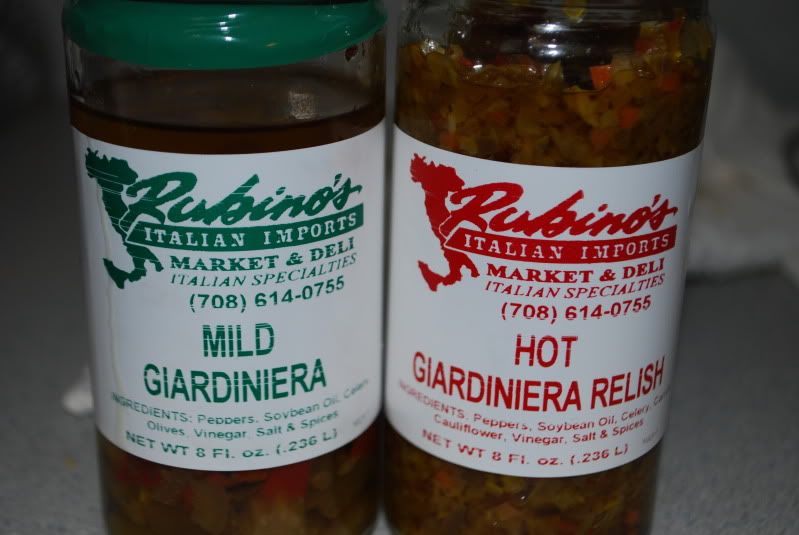 Rubino's
ITALIAN IMPORTS
MARKET & DELI
ITALIAN SPECIALTIES
(708) 614-0755
MILD
GIARDINIERA
INGREDIENTS: Peppers, Soybean Oil, Celery,
Olives, Vinegar, Salt & Spices
NET WT 8 Fl. oz. (.236 L)
Rubino's
ITALIAN IMPORTS
MARKET & DELI
ITALIAN SPECIALTIES
(708) 614-0755
HOT
GIARDINIERA RELISH
INGREDIENTS, Peppers, Soybean Oil, Celery,
Cauliflower, Vinegar, Salt & Spices
NET WT 8 Fl. oz. (.236 L)